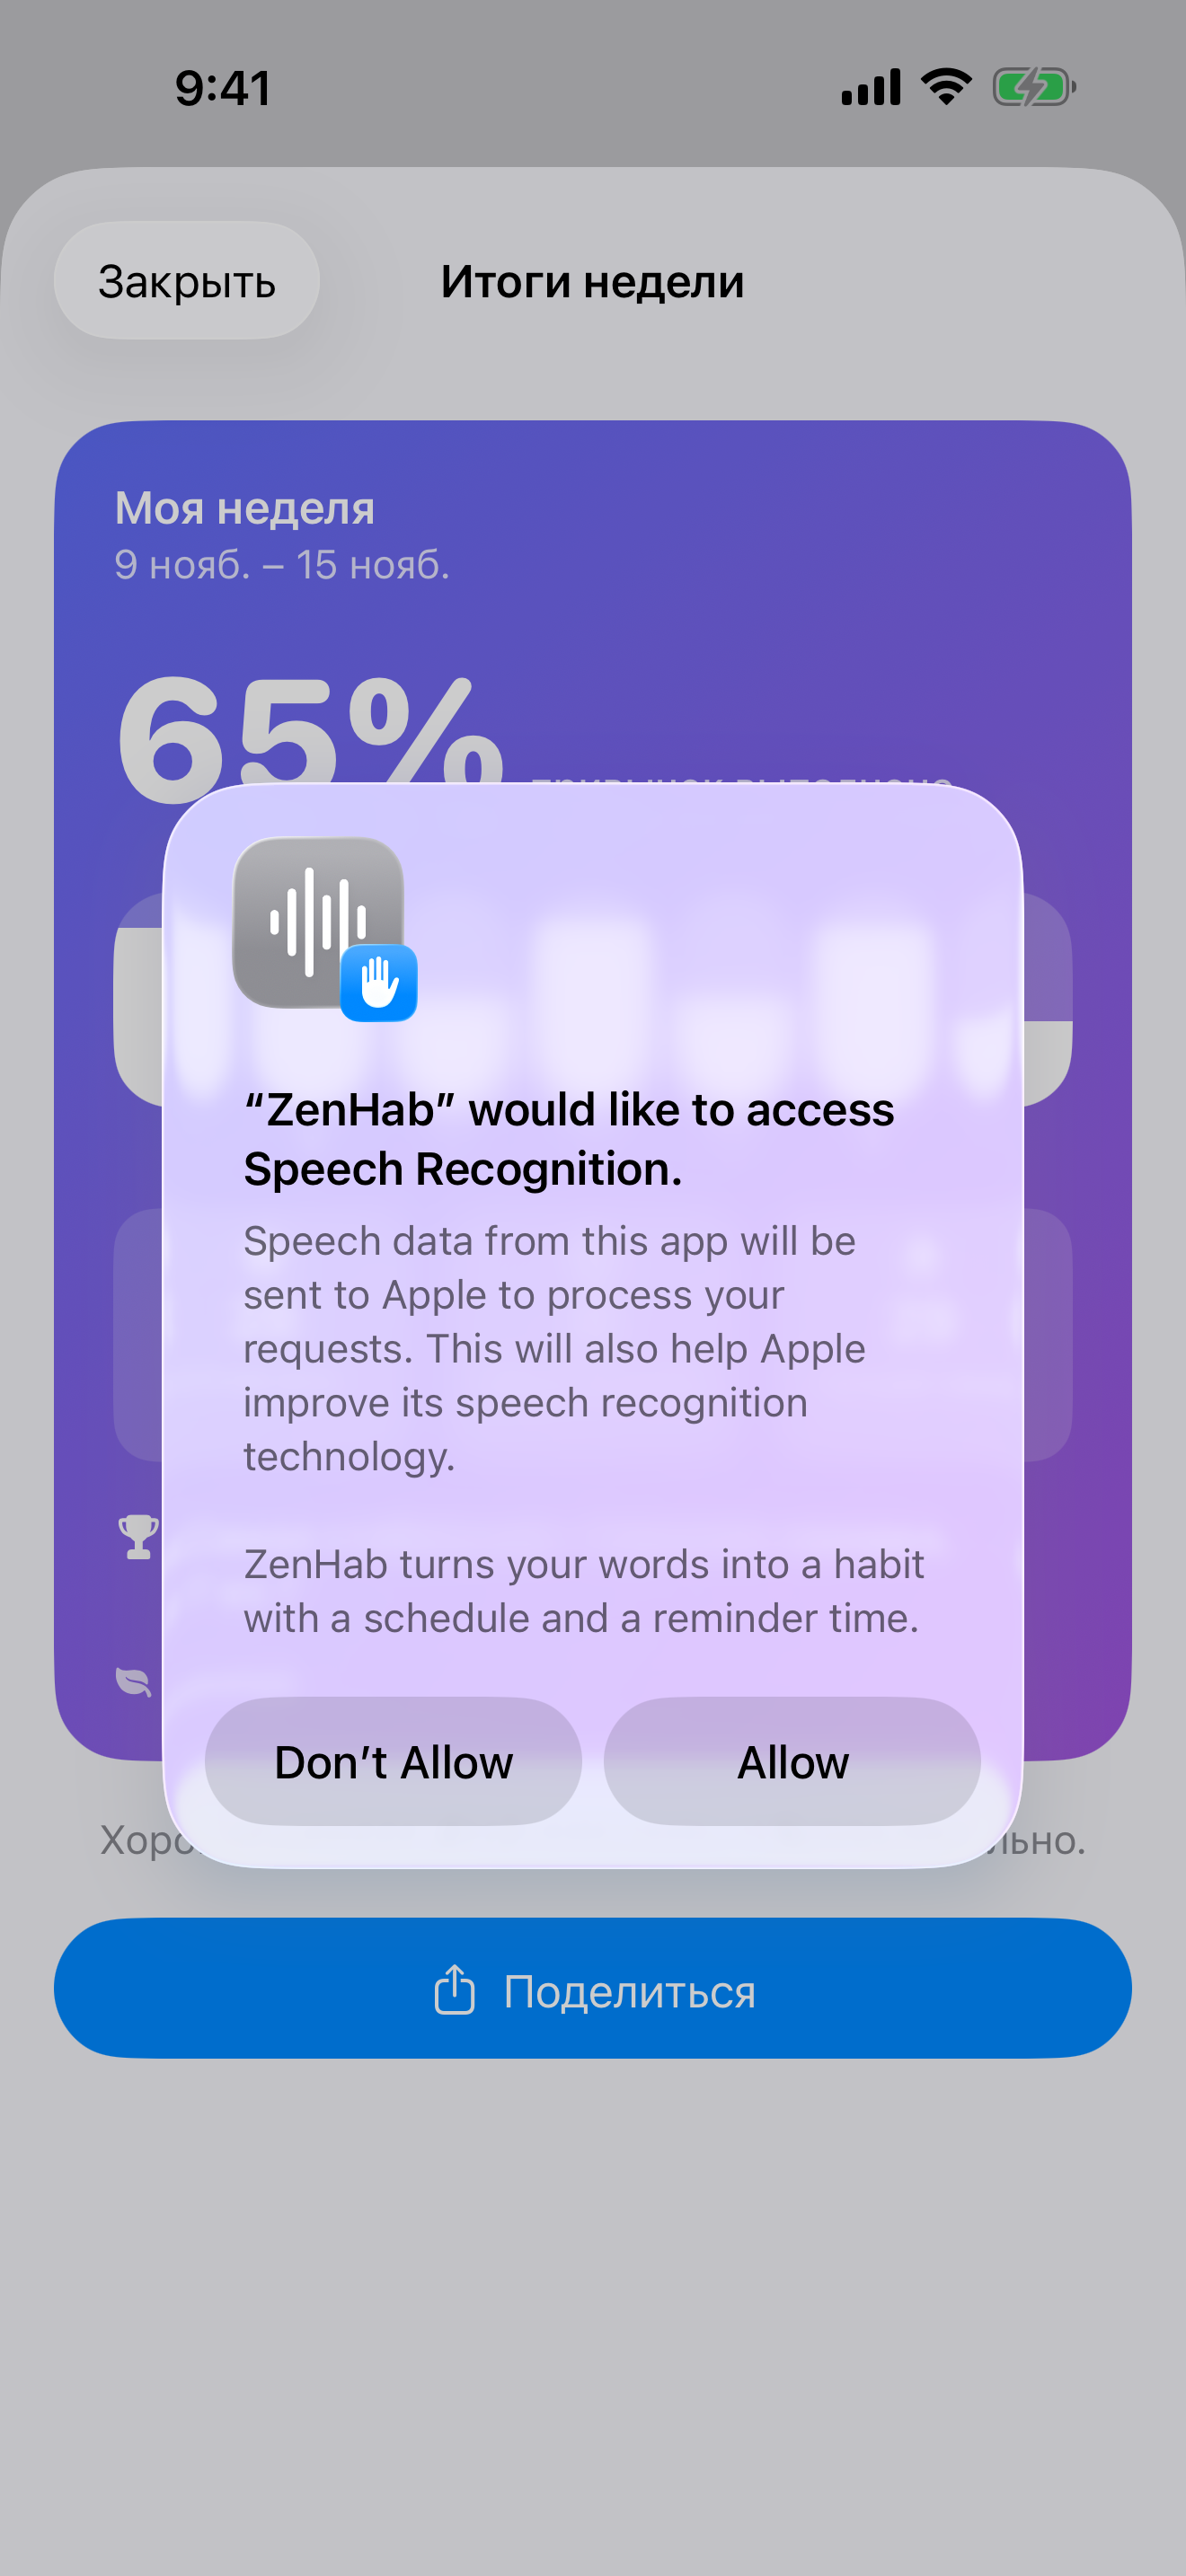 9:41
Закрыть
Итоги недели
Моя неделя
9 нояб. – 15 нояб.
65%
“ZenHab” would like to access
Speech Recognition.
Speech data from this app will be
sent to Apple to process your
requests. This will also help Apple
improve its speech recognition
technology.
ZenHab turns your words into a habit
with a schedule and a reminder time.
Don’t Allow
Allow
Поделиться